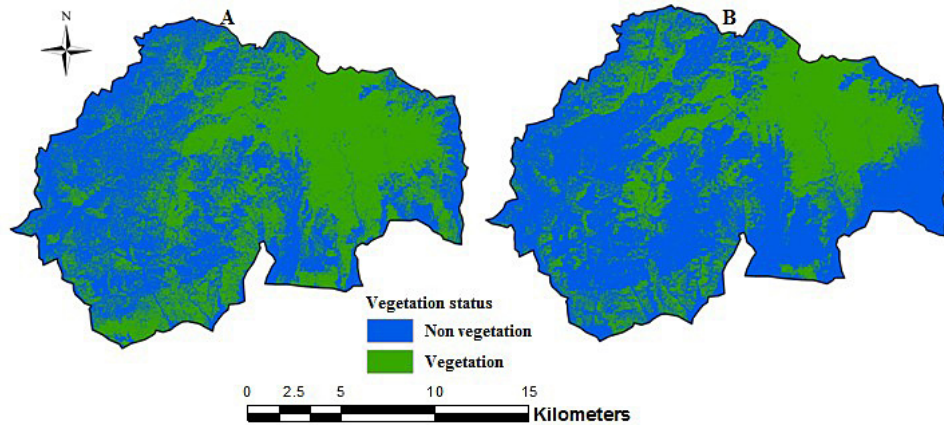 A
B
N
Vegetation status
Non vegetation
Vegetation
0 2.5 5 10 15
Kilometers